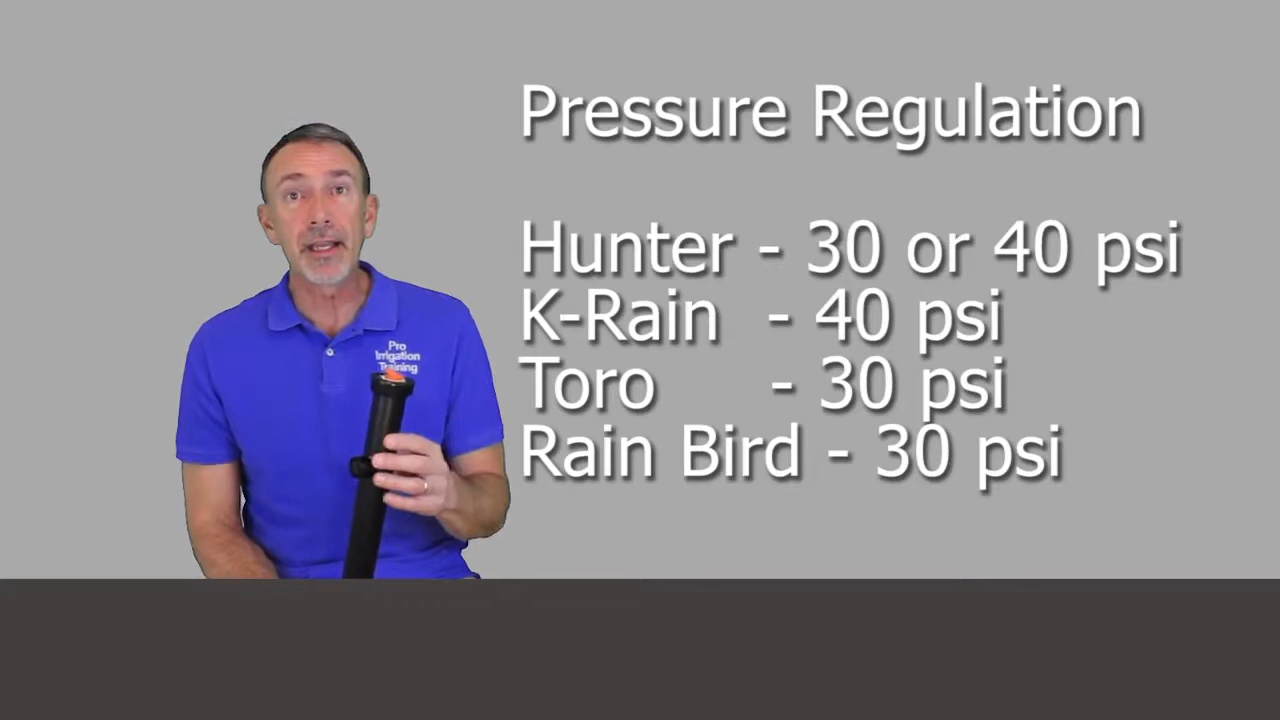 Pressure Regulation
Hunter - 30 or 40 psi
K-Rain - 40 psi
Toro - 30 psi
Rain Bird - 30 psi
Pro
Irrigation
Training